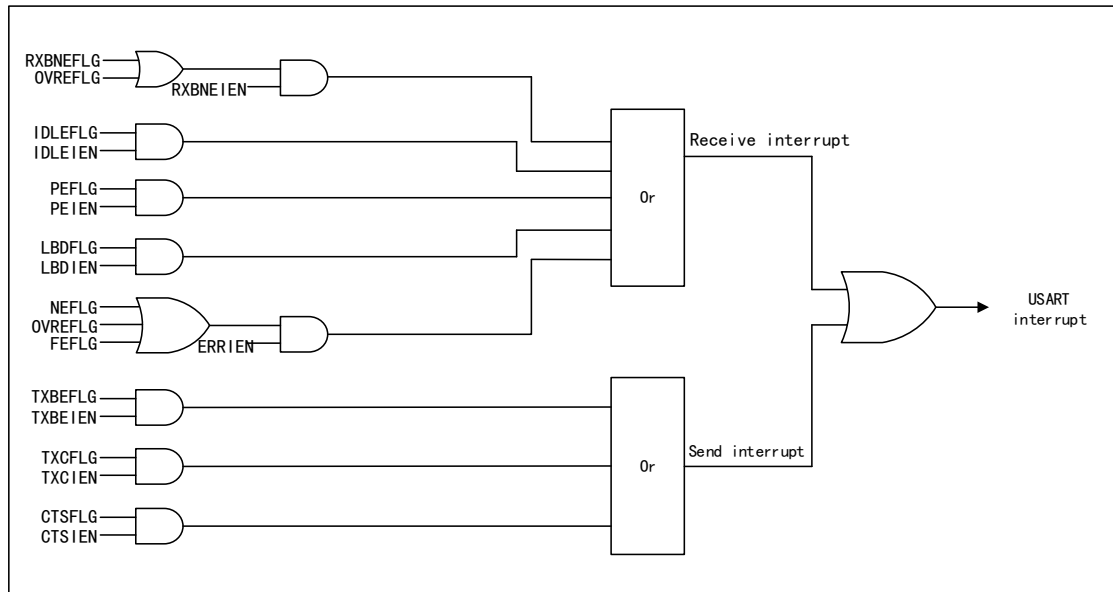 RXBNEFLG
OVREFLG
RXBNEIEN
IDLEFLG
IDLEIEN
PEFLG
PEIEN
LBDFLG
LBDIEN
NEFLG
OVREFLG
FEFLG
ERRIEN
Or
Receive interrupt
TXBEFLG
TXBEIEN
TXCFLG
TXCIEN
CTSFLG
CTSIEN
Or
Send interrupt
USART
interrupt